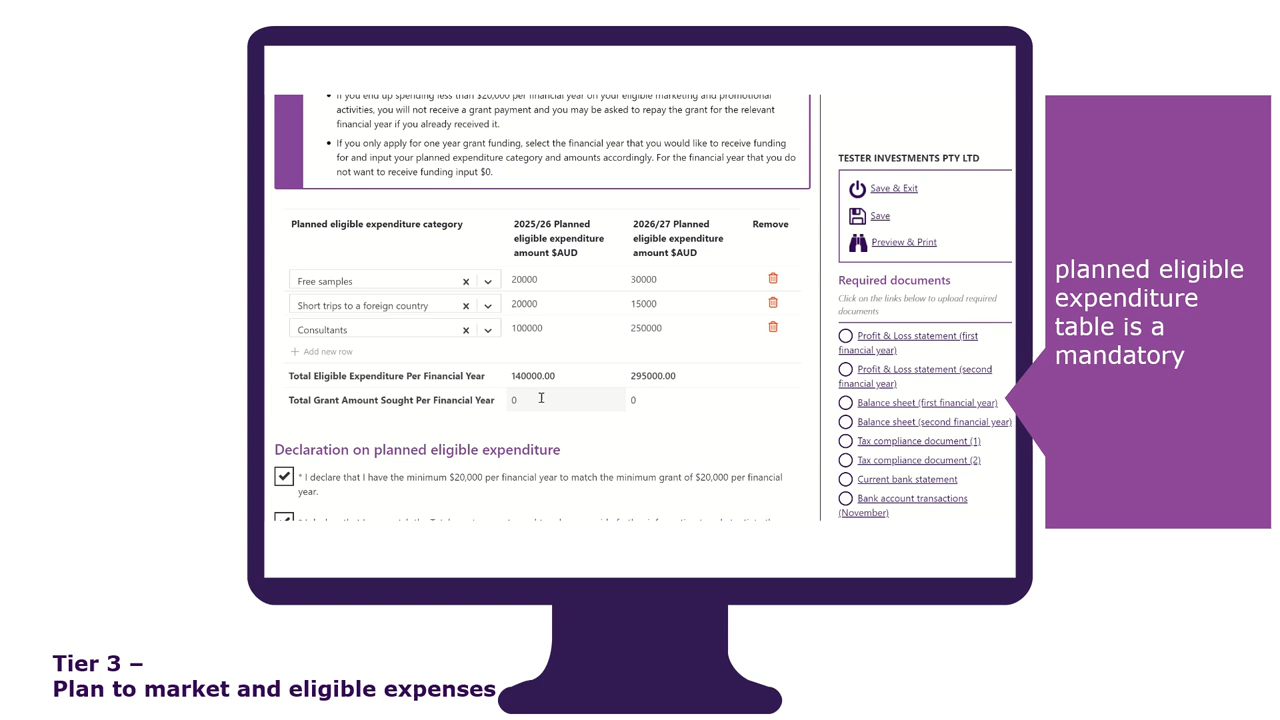 If you end up spending less than $20,000 per financial year on your eligible marketing and promotional
activities, you will not receive a grant payment and you may be asked to repay the grant for the relevant
financial year if you already received it.
If you only apply for one year grant funding, select the financial year that you would like to receive funding
for and input your planned expenditure category and amounts accordingly. For the financial year that you do
not want to receive funding input $0.
Planned eligible expenditure category
2025/26 Planned
eligible expenditure
amount $AUD
2026/27 Planned
eligible expenditure
amount $AUD
Remove
Free samples 20000 30000
Short trips to a foreign country 20000 15000
Consultants 100000 250000
Add new row
Total Eligible Expenditure Per Financial Year 140000.00 295000.00
Total Grant Amount Sought Per Financial Year 0 0
Declaration on planned eligible expenditure
* I declare that I have the minimum $20,000 per financial year to match the minimum grant of $20,000 per financial
year.
TESTER INVESTMENTS PTY LTD
Save & Exit
Save
Preview & Print
Required documents
Click on the links below to upload required
documents
Profit & Loss statement (first
financial year)
Profit & Loss statement (second
financial year)
Balance sheet (first financial year)
Balance sheet (second financial year)
Tax compliance document (1)
Tax compliance document (2)
Current bank statement
Bank account transactions
(November)
planned eligible
expenditure
table is a
mandatory
Tier 3 –
Plan to market and eligible expenses